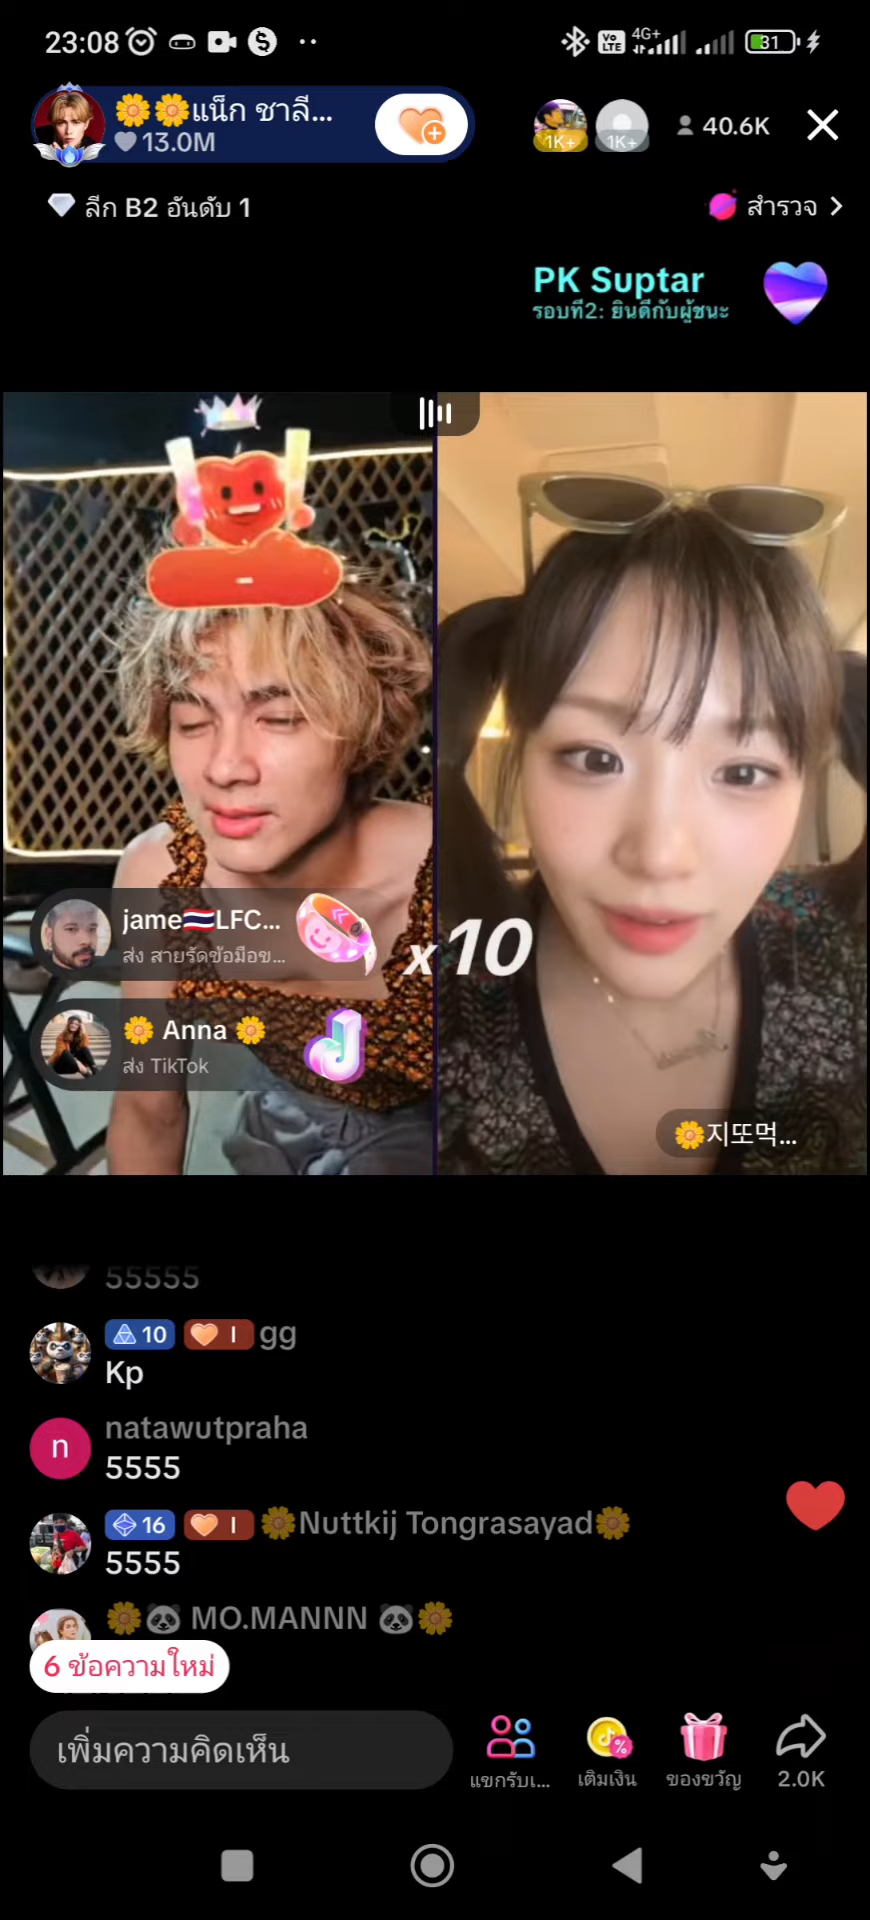 23:08
VoLTE
4G+
31
🌼🌼แน็ก ชาลี...
13.0M
1K+
1K+
40.6K
ลีก B2 อันดับ 1
สำรวจ
PK Suptar
รอบที่2: ยินดีกับผู้ชนะ
jame🇹🇭LFC...
ส่ง สายรัดข้อมือข...
x10
🌼 Anna 🌼
ส่ง TikTok
🌼지또먹...
55555
10 I gg
Kp
n
natawutpraha
5555
16 I 🌼Nuttkij Tongrasayad🌼
5555
🌼🐼 MO.MANNN 🐼🌼
6 ข้อความใหม่
เพิ่มความคิดเห็น
แขกรับเ...
เติมเงิน
ของขวัญ
2.0K